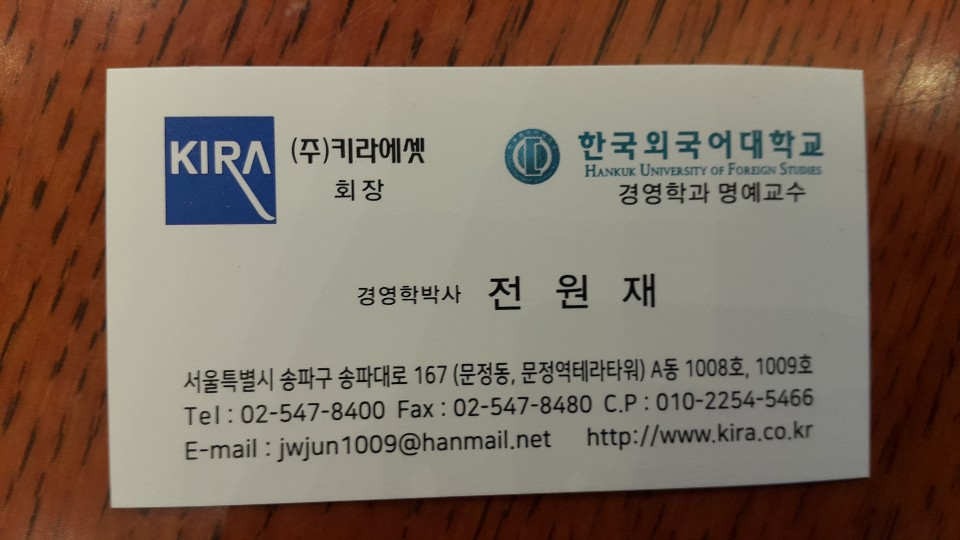 KIRA
(주)키라에셋
회장
한국외국어대학교
HANKUK UNIVERSITY OF FOREIGN STUDIES
경영학과 명예교수
경영학박사 전 원 재
서울특별시 송파구 송파대로 167 (문정동, 문정역테라타워) A동 1008호, 1009호
Tel : 02-547-8400 Fax : 02-547-8480 C.P : 010-2254-5466
E-mail : jwjun1009@hanmail.net http://www.kira.co.kr